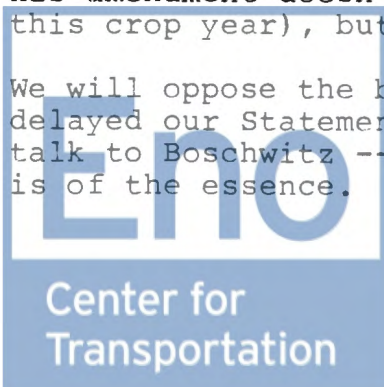 this crop year), but
We will oppose the b
delayed our Statemen
talk to Boschwitz --
is of the essence.
Eno
Center for
Transportation